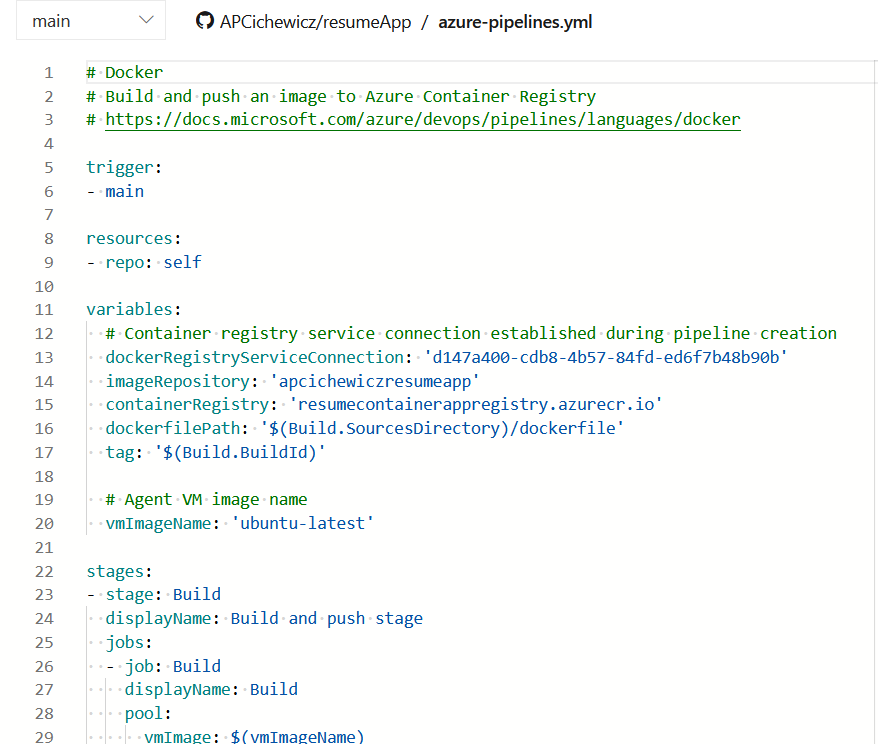 main
APCichewicz/resumeApp / azure-pipelines.yml
1 # Docker
2 # Build and push an image to Azure Container Registry
3 # https://docs.microsoft.com/azure/devops/pipelines/languages/docker
4
5 trigger:
6 - main
7
8 resources:
9 - repo: self
10
11 variables:
12   # Container registry service connection established during pipeline creation
13   dockerRegistryServiceConnection: 'd147a400-cdb8-4b57-84fd-ed6f7b48b90b'
14   imageRepository: 'apcichewiczresumeapp'
15   containerRegistry: 'resumecontainerappregistry.azurecr.io'
16   dockerfilePath: '$(Build.SourcesDirectory)/dockerfile'
17   tag: '$(Build.BuildId)'
18
19   # Agent VM image name
20   vmImageName: 'ubuntu-latest'
21
22 stages:
23 - stage: Build
24   displayName: Build and push stage
25   jobs:
26   - job: Build
27     displayName: Build
28     pool:
29       vmImage: $(vmImageName)